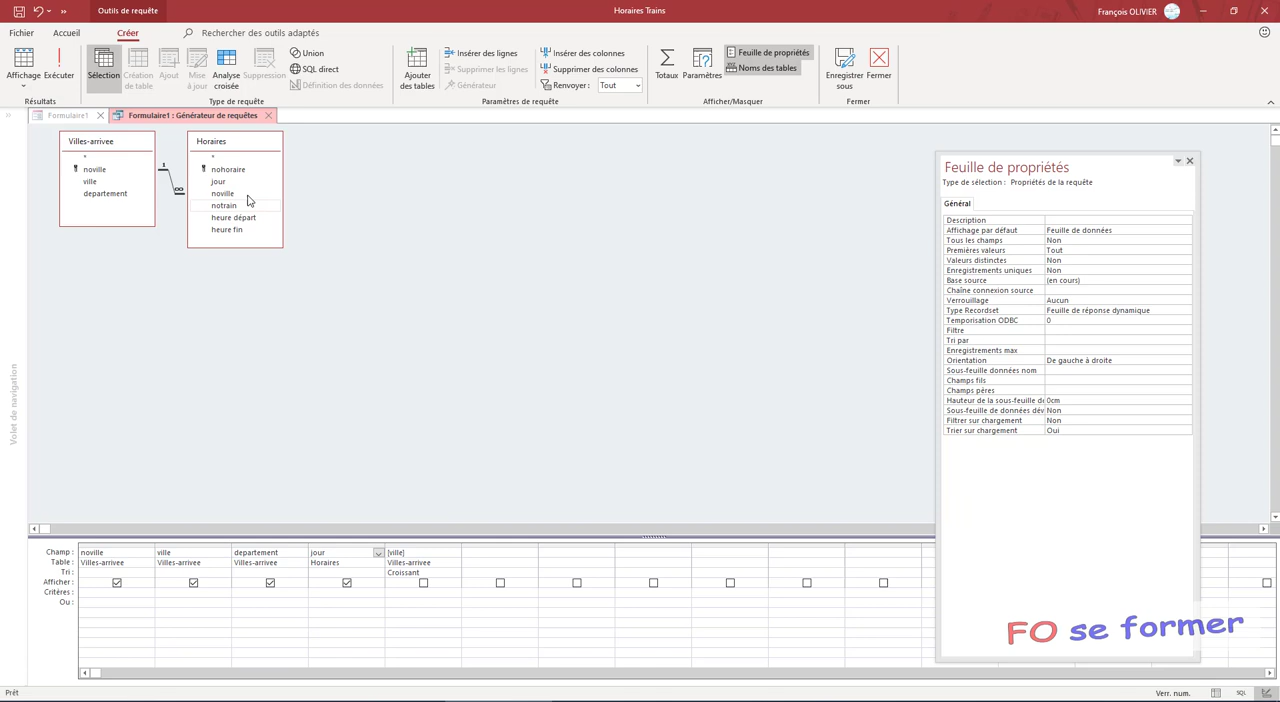 Outils de requête
Horaires Trains
François OLIVIER
Fichier
Accueil
Créer
Rechercher des outils adaptés
Affichage
Exécuter
Sélection
Création de table
Ajout
Mise à jour
Analyse croisée
Suppression
Union
SQL direct
Définition des données
Ajouter des tables
Insérer des lignes
Supprimer les lignes
Générateur
Insérer des colonnes
Supprimer des colonnes
Renvoyer :
Tout
Totaux
Paramètres
Feuille de propriétés
Noms des tables
Enregistrer sous
Fermer
Résultats
Type de requête
Paramètres de requête
Afficher/Masquer
Fermer
Formulaire1
Formulaire1 : Générateur de requêtes
Volet de navigation
Villes-arrivee
*
noville
ville
departement
1
∞
Horaires
*
nohoraire
jour
noville
notrain
heure départ
heure fin
Feuille de propriétés
Type de sélection : Propriétés de la requête
Général
Description
Affichage par défaut Feuille de données
Tous les champs Non
Premières valeurs Tout
Valeurs distinctes Non
Enregistrements uniques Non
Base source (en cours)
Chaîne connexion source
Verrouillage Aucun
Type Recordset Feuille de réponse dynamique
Temporisation ODBC 0
Filtre
Tri par
Enregistrements max
Orientation De gauche à droite
Sous-feuille données nom
Champs fils
Champs pères
Hauteur de la sous-feuille de 0cm
Sous-feuille de données dév Non
Filtrer sur chargement Non
Trier sur chargement Oui
FO se former
Champ : noville ville departement jour [ville]
Table : Villes-arrivee Villes-arrivee Villes-arrivee Horaires Villes-arrivee
Tri : Croissant
Afficher :
Critères :
Ou :
Prêt
Verr. num.
SQL